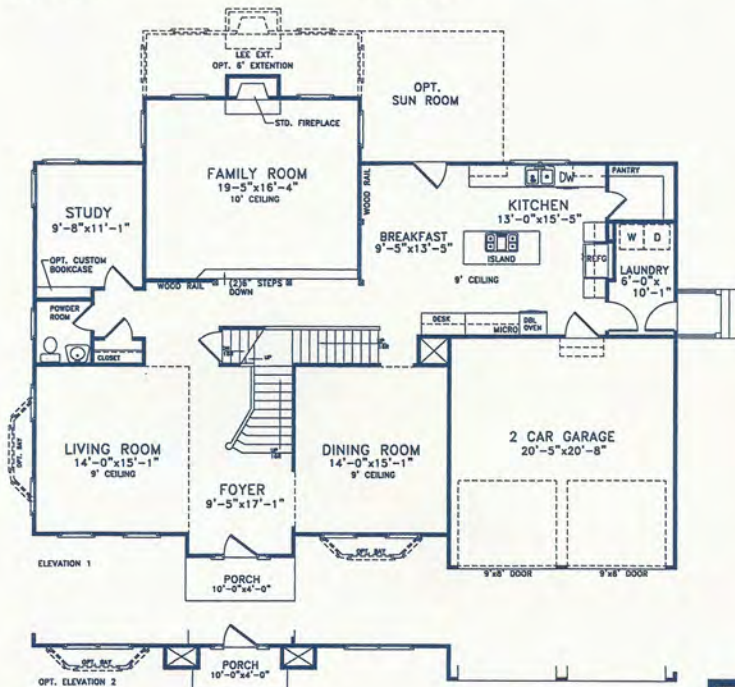 LEE EXT.
OPT. 6' EXTENTION
OPT.
SUN ROOM
STD. FIREPLACE
FAMILY ROOM
19'-5"x16'-4"
10' CEILING
WOOD RAIL
PANTRY
DW
KITCHEN
13'-0"x15'-5"
STUDY
9'-8"x11'-1"
BREAKFAST
9'-5"x13'-5"
ISLAND
W
D
REFG
LAUNDRY
6'-0"x
10'-1"
OPT. CUSTOM
BOOKCASE
9' CEILING
WOOD RAIL
(2)6" STEPS
DOWN
POWDER
ROOM
DESK
MICRO
DBL
OVEN
CLOSET
UP
UP
LIVING ROOM
14'-0"x15'-1"
9' CEILING
DINING ROOM
14'-0"x15'-1"
9' CEILING
2 CAR GARAGE
20'-5"x20'-8"
OPT. BAY
UP
FOYER
9'-5"x17'-1"
OPT. BAY
ELEVATION 1
9'x8' DOOR
9'x8' DOOR
PORCH
10'-0"x4'-0"
OPT. BAY
PORCH
10'-0"x4'-0"
OPT. ELEVATION 2